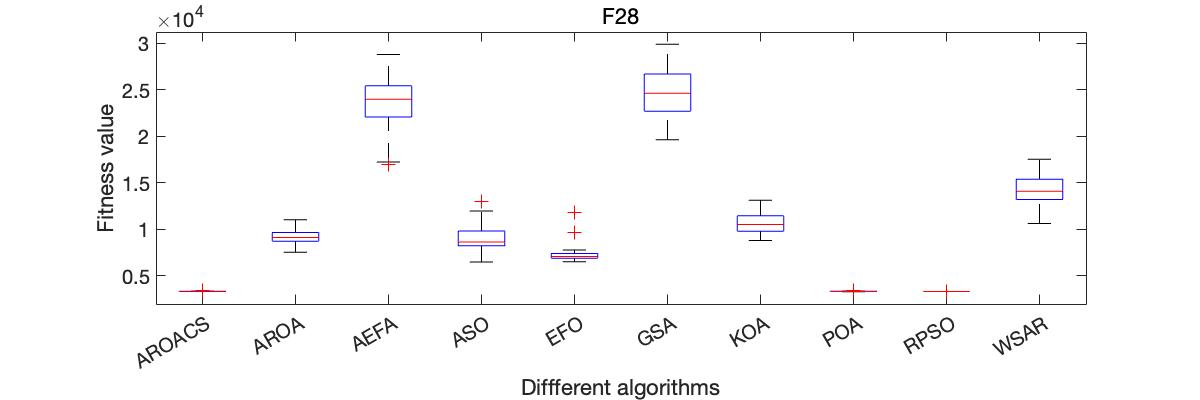 F28
×10⁴
3
2.5
2
1.5
1
0.5
Fitness value
AROACS AROA AEFA ASO EFO GSA KOA POA RPSO WSAR
Diffferent algorithms